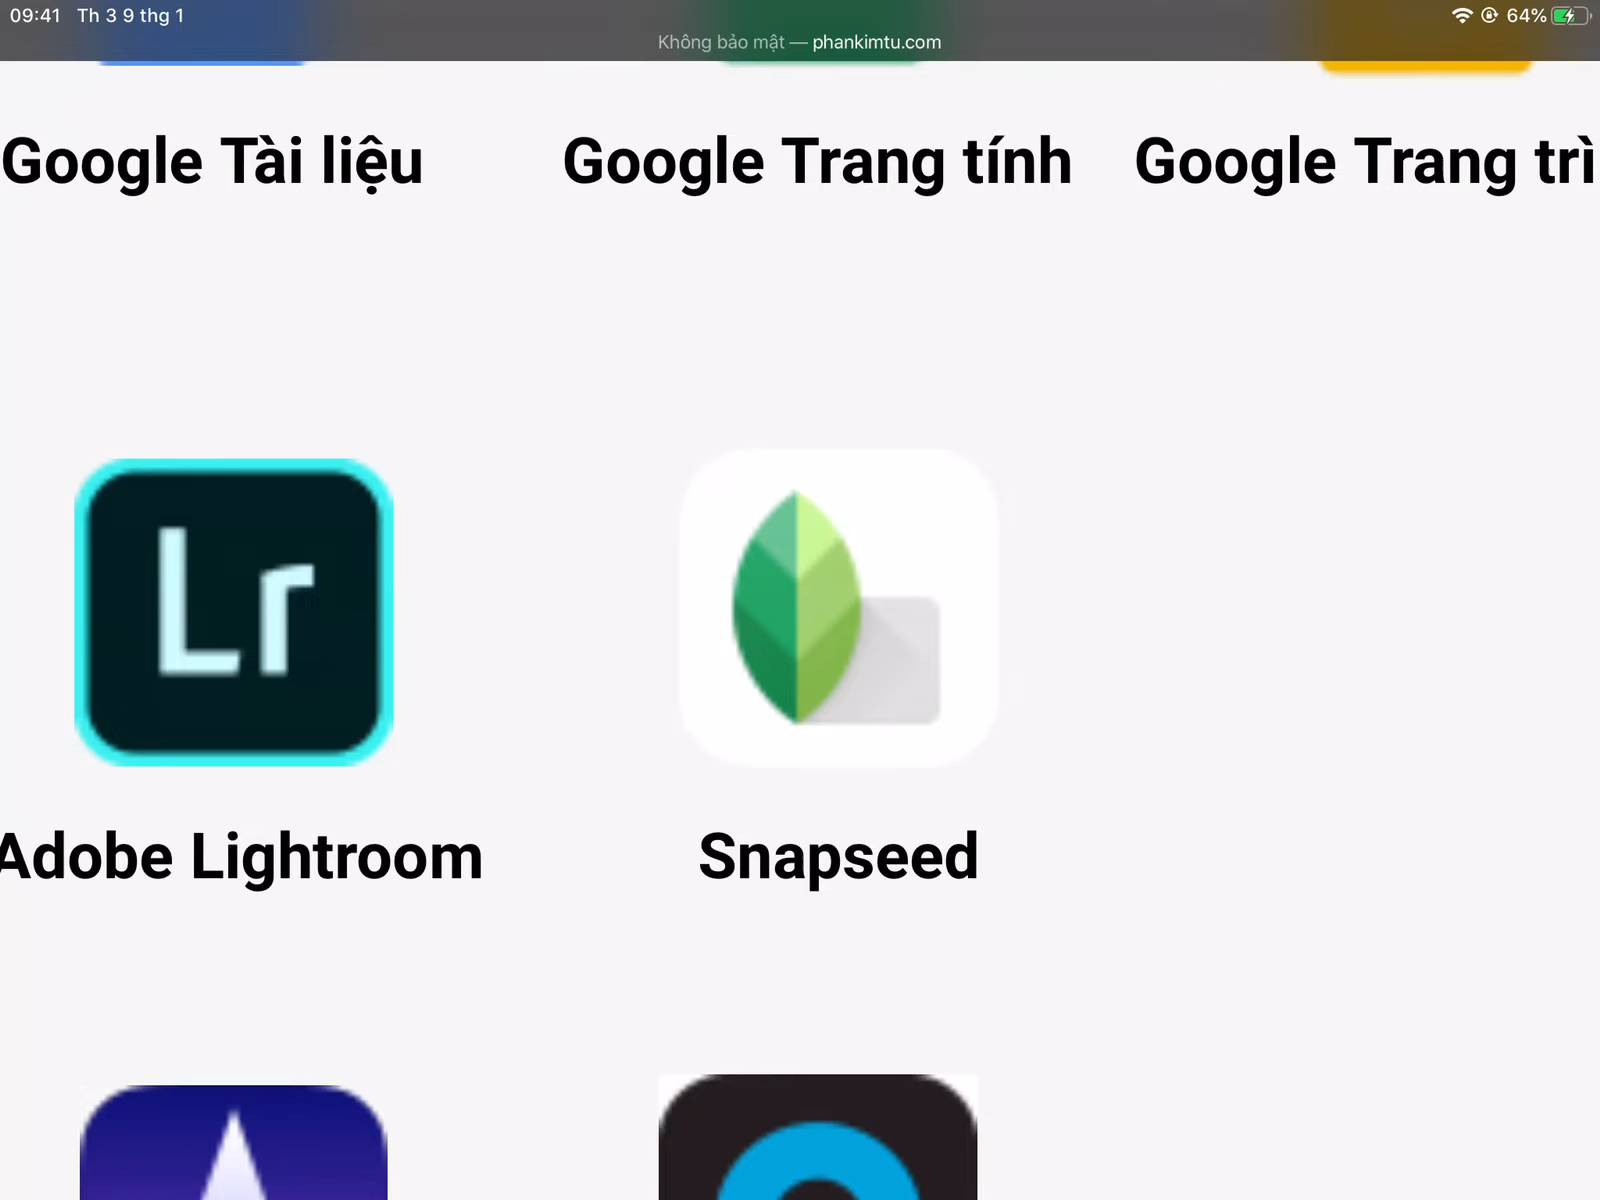 09:41 Th 3 9 thg 1
64%
Không bảo mật — phankimtu.com
Google Tài liệu
Google Trang tính
Google Trang trì
Lr
Adobe Lightroom
Snapseed